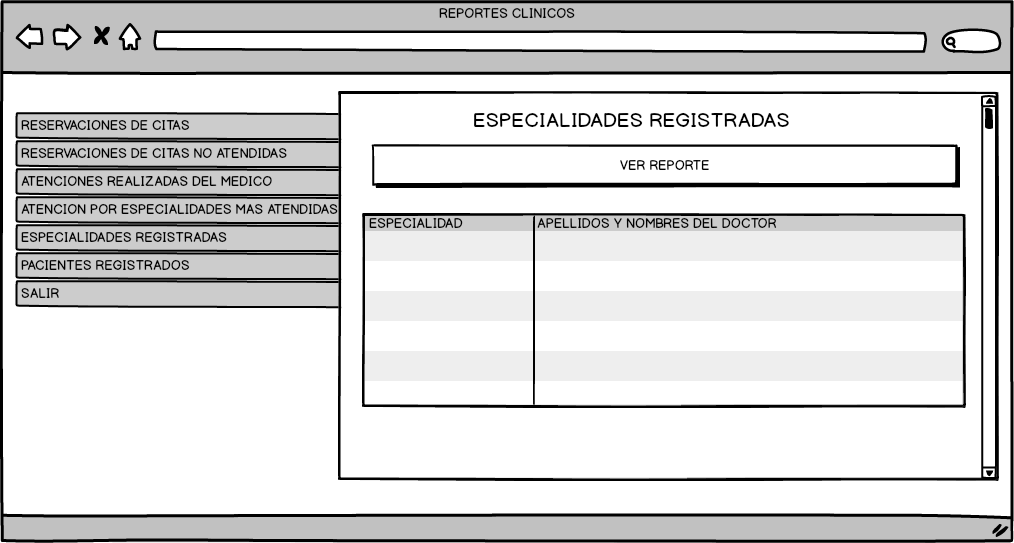 REPORTES CLINICOS
RESERVACIONES DE CITAS
RESERVACIONES DE CITAS NO ATENDIDAS
ATENCIONES REALIZADAS DEL MEDICO
ATENCION POR ESPECIALIDADES MAS ATENDIDAS
ESPECIALIDADES REGISTRADAS
PACIENTES REGISTRADOS
SALIR
ESPECIALIDADES REGISTRADAS
VER REPORTE
ESPECIALIDAD APELLIDOS Y NOMBRES DEL DOCTOR